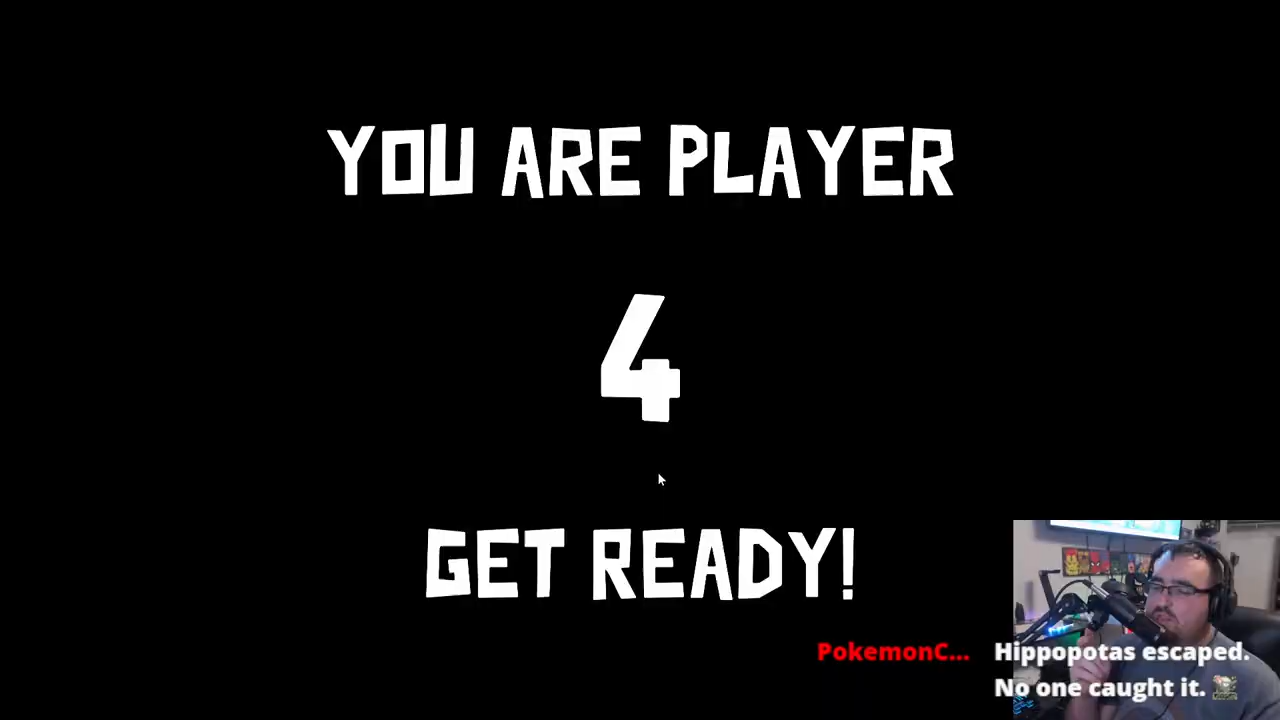 YOU ARE PLAYER
4
GET READY!
PokemonC... Hippopotas escaped.
No one caught it.